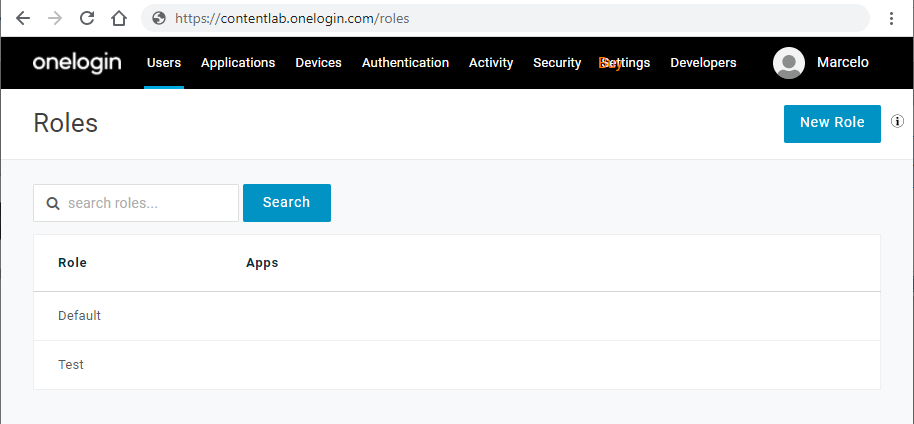 https://contentlab.onelogin.com/roles
onelogin Users Applications Devices Authentication Activity Security Buy Settings Developers Marcelo
Roles New Role
search roles... Search
Role Apps
Default
Test